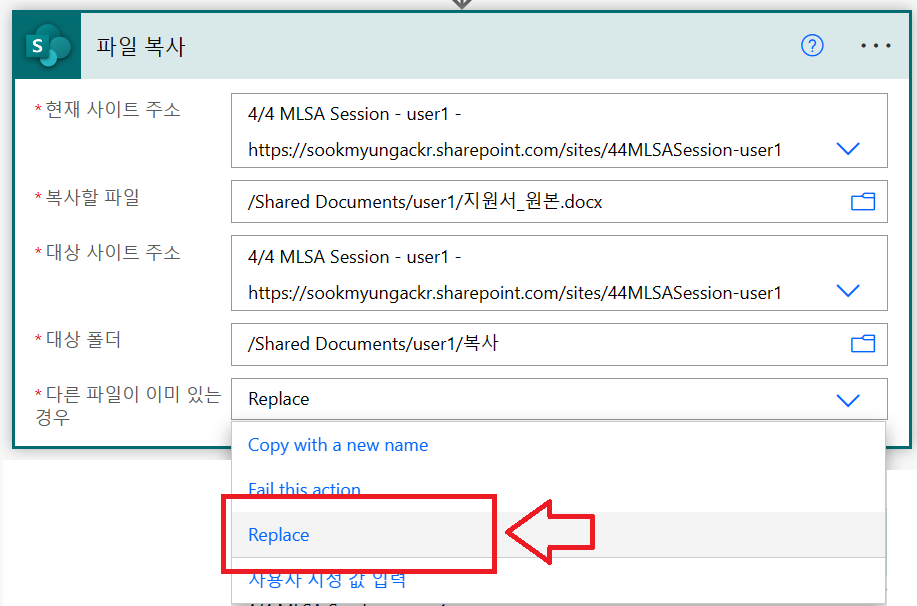 S
파일 복사
?
*현재 사이트 주소
4/4 MLSA Session - user1 -
https://sookmyungackr.sharepoint.com/sites/44MLSASession-user1
*복사할 파일
/Shared Documents/user1/지원서_원본.docx
*대상 사이트 주소
4/4 MLSA Session - user1 -
https://sookmyungackr.sharepoint.com/sites/44MLSASession-user1
*대상 폴더
/Shared Documents/user1/복사
*다른 파일이 이미 있는
경우
Replace
Copy with a new name
Fail this action
Replace
사용자 지정 값 입력